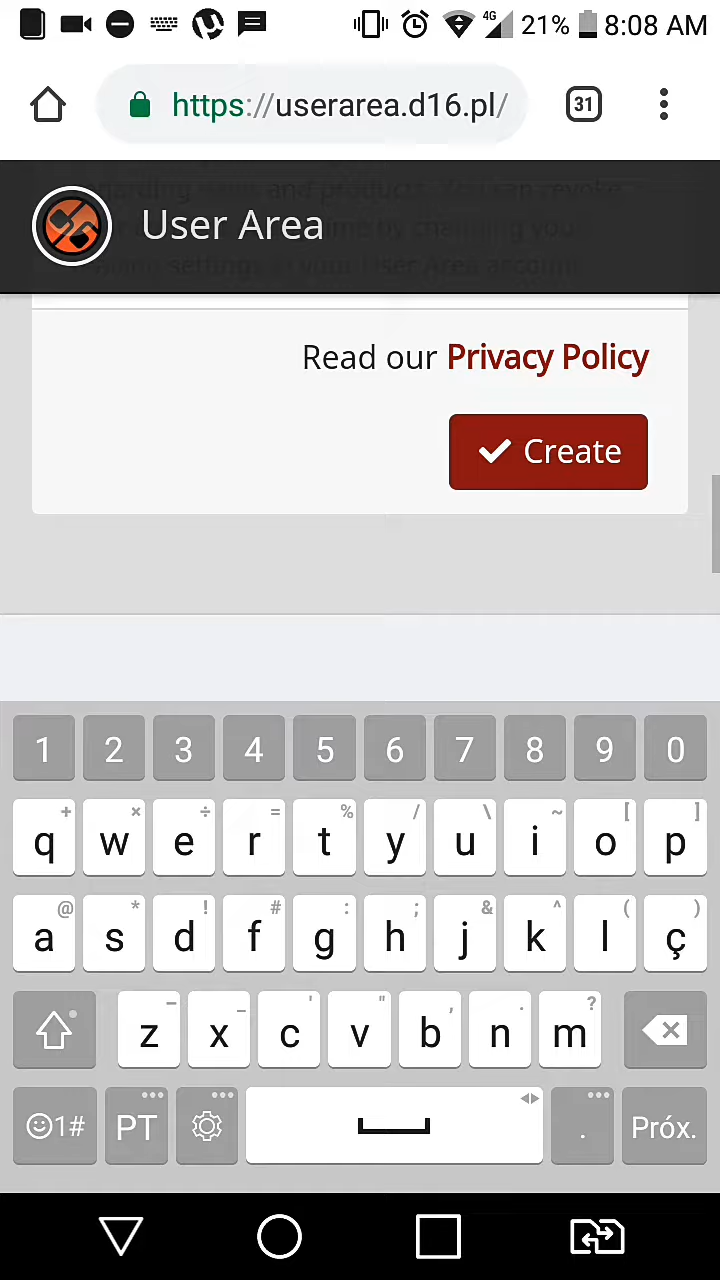 4G 21% 8:08 AM
https://userarea.d16.pl/ 31
User Area
Read our Privacy Policy
Create
1 2 3 4 5 6 7 8 9 0
+ × ÷ = % / \ ~ [ ]
q w e r t y u i o p
@ * ! # : ; & ^ ( )
a s d f g h j k l ç
− _ ' " , . ?
z x c v b n m
1# PT . Próx.